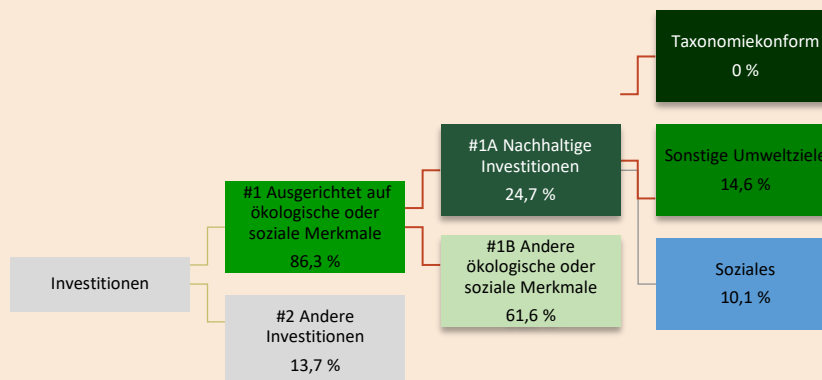 Taxonomiekonform
0 %
#1A Nachhaltige
Investitionen
24,7 %
Sonstige Umweltziele
14,6 %
#1 Ausgerichtet auf
ökologische oder
soziale Merkmale
86,3 %
#1B Andere
ökologische oder
soziale Merkmale
61,6 %
Soziales
10,1 %
Investitionen
#2 Andere
Investitionen
13,7 %